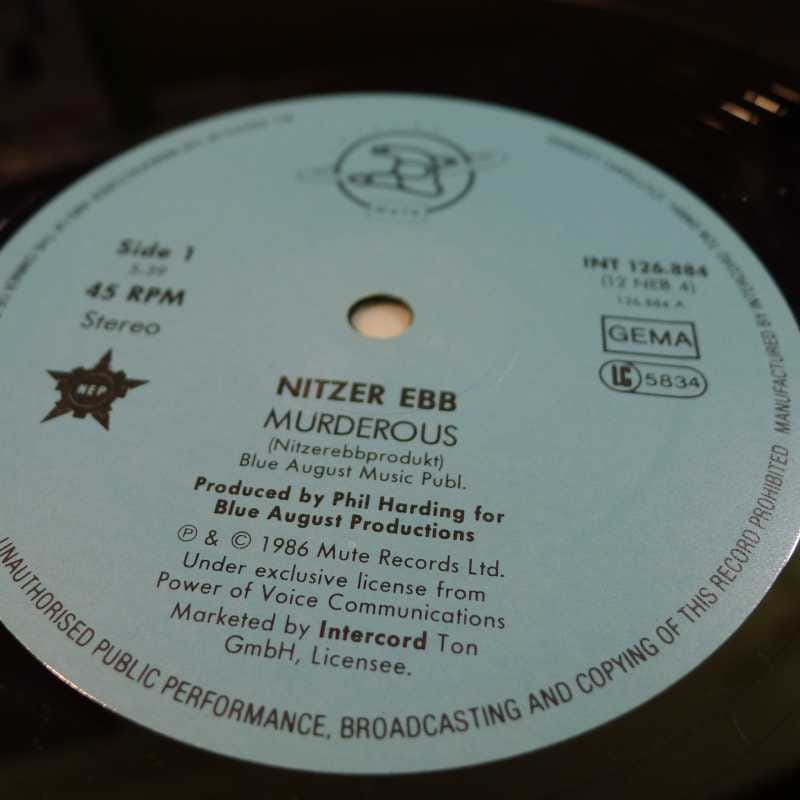 mute
Side 1
5.39
45 RPM
Stereo
NEP
INT 126.884
(12 NEB 4)
126.884 A
GEMA
LC 5834
NITZER EBB
MURDEROUS
(Nitzerebbprodukt)
Blue August Music Publ.
Produced by Phil Harding for
Blue August Productions
℗ & © 1986 Mute Records Ltd.
Under exclusive license from
Power of Voice Communications
Marketed by Intercord Ton
GmbH, Licensee.
MANUFACTURED BY INTERCORD
UNAUTHORISED PUBLIC PERFORMANCE, BROADCASTING AND COPYING OF THIS RECORD PROHIBITED